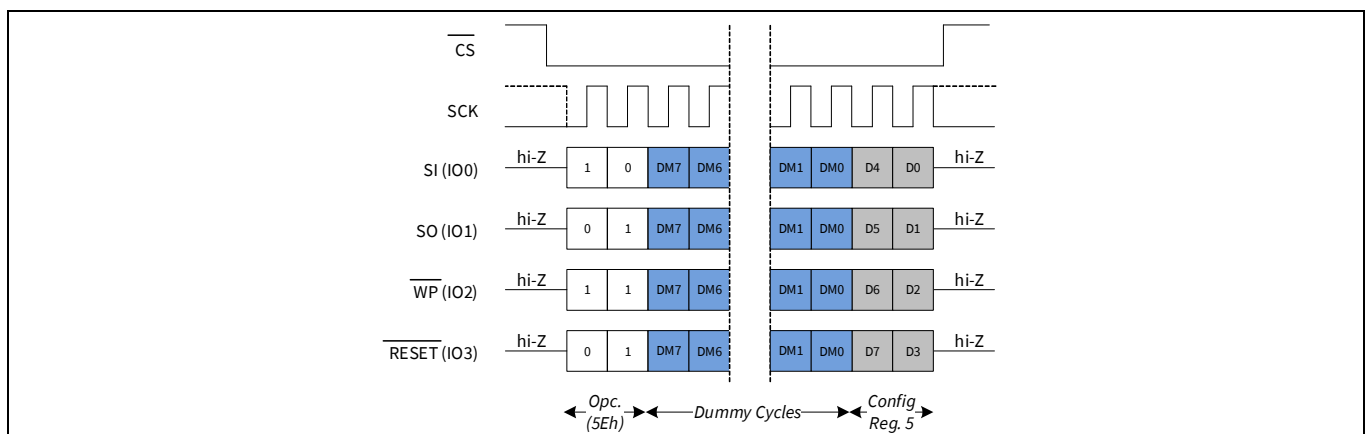 CS
SCK
SI (IO0) hi-Z 1 0 DM7 DM6 DM1 DM0 D4 D0 hi-Z
SO (IO1) hi-Z 0 1 DM7 DM6 DM1 DM0 D5 D1 hi-Z
WP (IO2) hi-Z 1 1 DM7 DM6 DM1 DM0 D6 D2 hi-Z
RESET (IO3) hi-Z 0 1 DM7 DM6 DM1 DM0 D7 D3 hi-Z
Opc. Dummy Cycles Config
(5Eh) Reg. 5